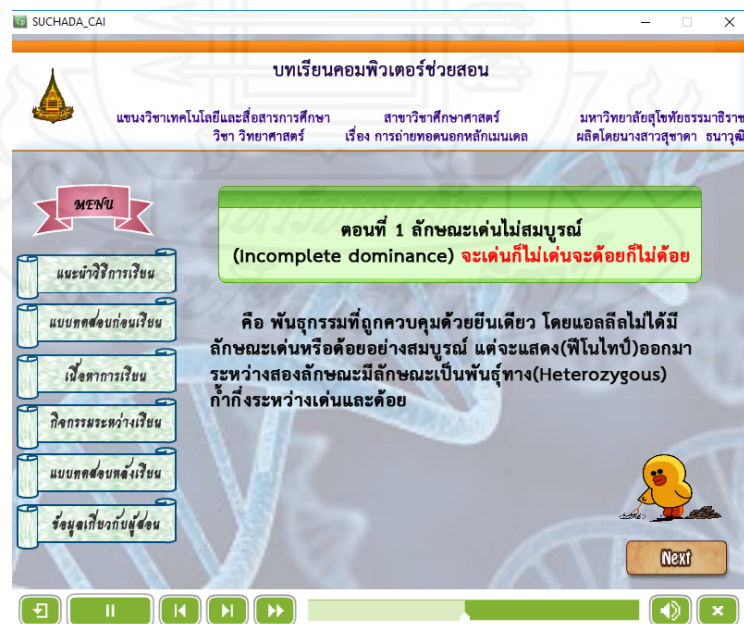 SUCHADA_CAI
บทเรียนคอมพิวเตอร์ช่วยสอน
แขนงวิชาเทคโนโลยีและสื่อสารการศึกษา สาขาวิชาศึกษาศาสตร์ มหาวิทยาลัยสุโขทัยธรรมาธิราช
วิชา วิทยาศาสตร์ เรื่อง การถ่ายทอดนอกหลักเมนเดล ผลิตโดยนางสาวสุชาดา ธนาวุฒิ
MENU
แนะนำวิธีการเรียน
แบบทดสอบก่อนเรียน
เนื้อหาการเรียน
กิจกรรมระหว่างเรียน
แบบทดสอบหลังเรียน
ข้อมูลเกี่ยวกับผู้สอน
ตอนที่ 1 ลักษณะเด่นไม่สมบูรณ์
(Incomplete dominance) จะเด่นก็ไม่เด่นจะด้อยก็ไม่ด้อย
คือ พันธุกรรมที่ถูกควบคุมด้วยยีนเดียว โดยแอลลีลไม่ได้มี
ลักษณะเด่นหรือด้อยอย่างสมบูรณ์ แต่จะแสดง(ฟีโนไทป์)ออกมา
ระหว่างสองลักษณะมีลักษณะเป็นพันธุ์ทาง(Heterozygous)
ก้ำกึ่งระหว่างเด่นและด้อย
Next